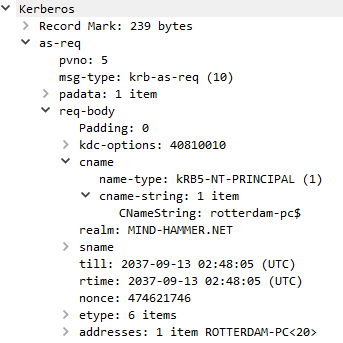 Kerberos
Record Mark: 239 bytes
as-req
pvno: 5
msg-type: krb-as-req (10)
padata: 1 item
req-body
Padding: 0
kdc-options: 40810010
cname
name-type: kRB5-NT-PRINCIPAL (1)
cname-string: 1 item
CNameString: rotterdam-pc$
realm: MIND-HAMMER.NET
sname
till: 2037-09-13 02:48:05 (UTC)
rtime: 2037-09-13 02:48:05 (UTC)
nonce: 474621746
etype: 6 items
addresses: 1 item ROTTERDAM-PC<20>